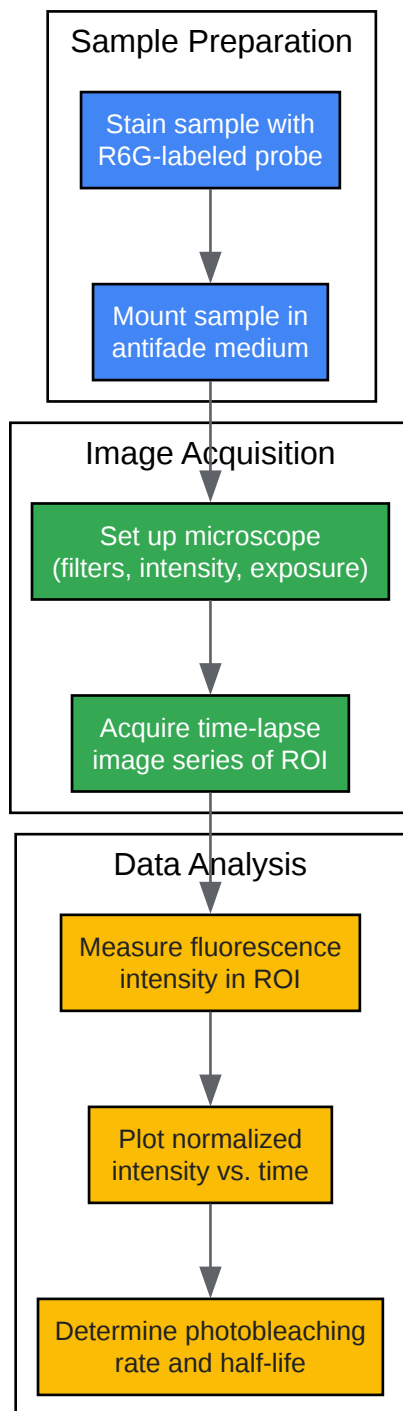 Sample Preparation
Stain sample with
R6G-labeled probe
Mount sample in
antifade medium
Image Acquisition
Set up microscope
(filters, intensity, exposure)
Acquire time-lapse
image series of ROI
Data Analysis
Measure fluorescence
intensity in ROI
Plot normalized
intensity vs. time
Determine photobleaching
rate and half-life